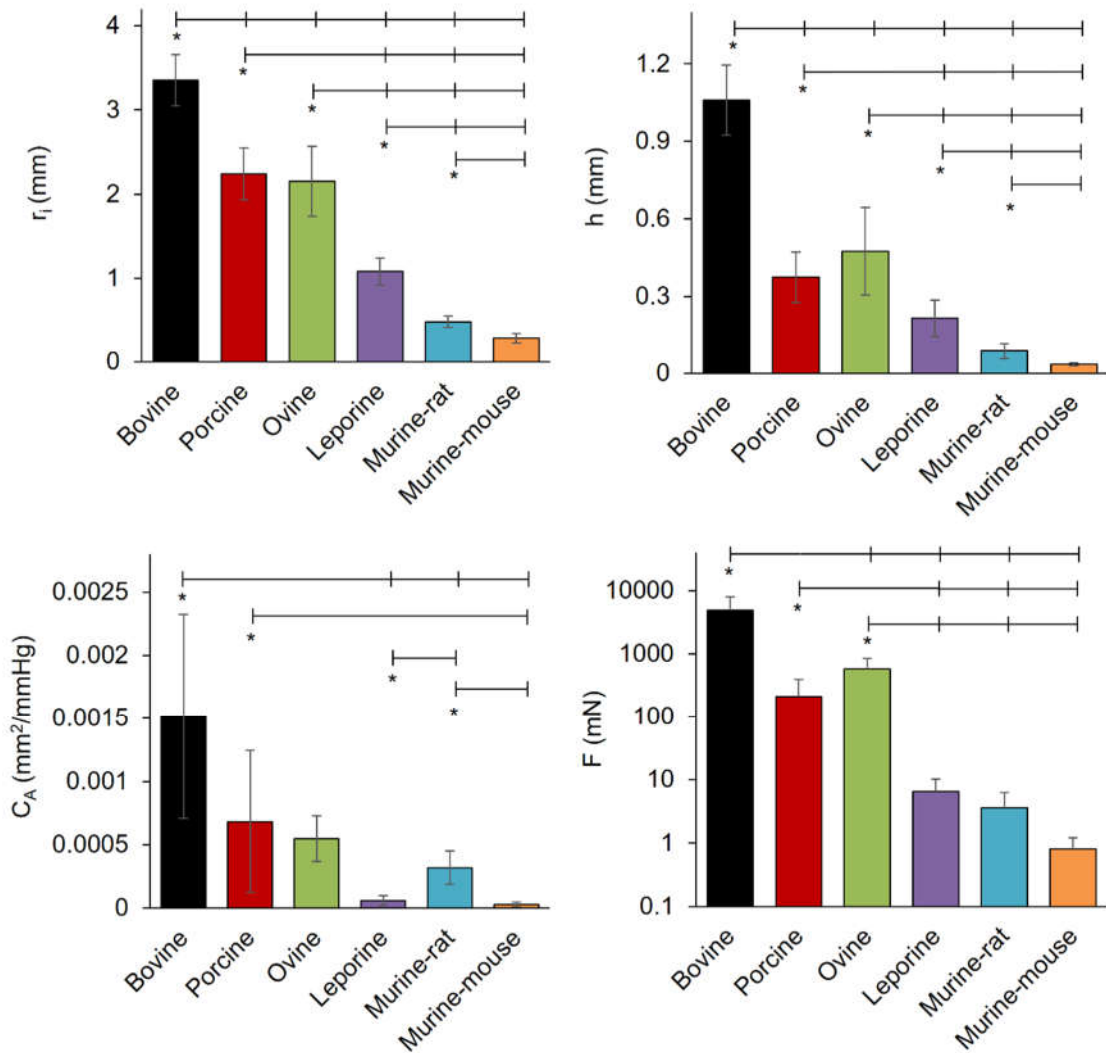 r_i (mm)
4
3
2
1
0
*
*
*
*
*
Bovine
Porcine
Ovine
Leporine
Murine-rat
Murine-mouse
h (mm)
1.2
0.9
0.6
0.3
0
*
*
*
*
*
Bovine
Porcine
Ovine
Leporine
Murine-rat
Murine-mouse
C_A (mm²/mmHg)
0.0025
0.002
0.0015
0.001
0.0005
0
*
*
*
*
Bovine
Porcine
Ovine
Leporine
Murine-rat
Murine-mouse
F (mN)
10000
1000
100
10
1
0.1
*
*
*
Bovine
Porcine
Ovine
Leporine
Murine-rat
Murine-mouse